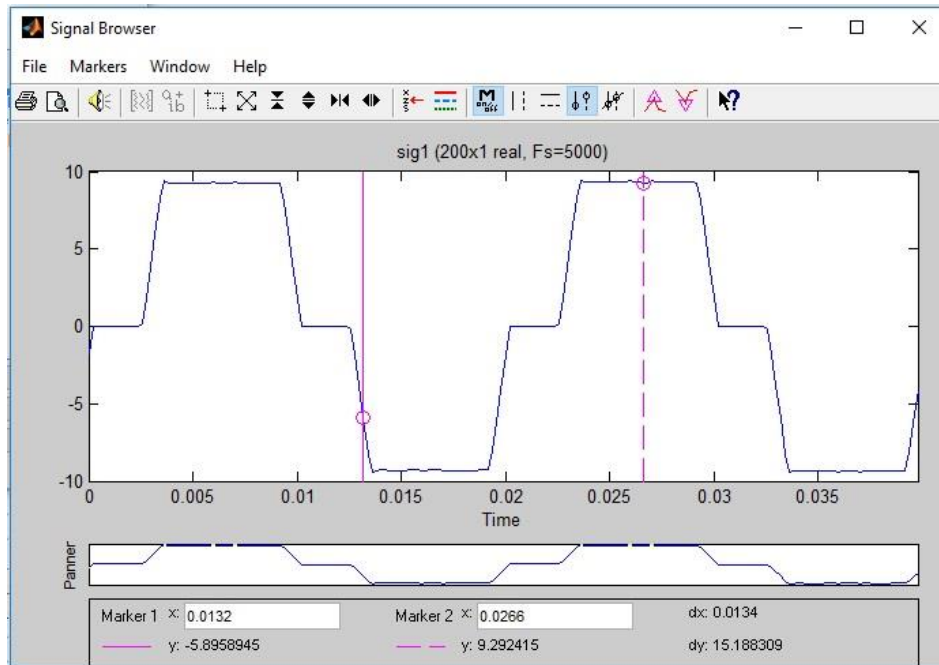 Signal Browser
File Markers Window Help
M
on/off
sig1 (200x1 real, Fs=5000)
10
5
0
-5
-10
0 0.005 0.01 0.015 0.02 0.025 0.03 0.035
Time
Panner
Marker 1 x: 0.0132 Marker 2 x: 0.0266 dx: 0.0134
y: -5.8958945 y: 9.292415 dy: 15.188309